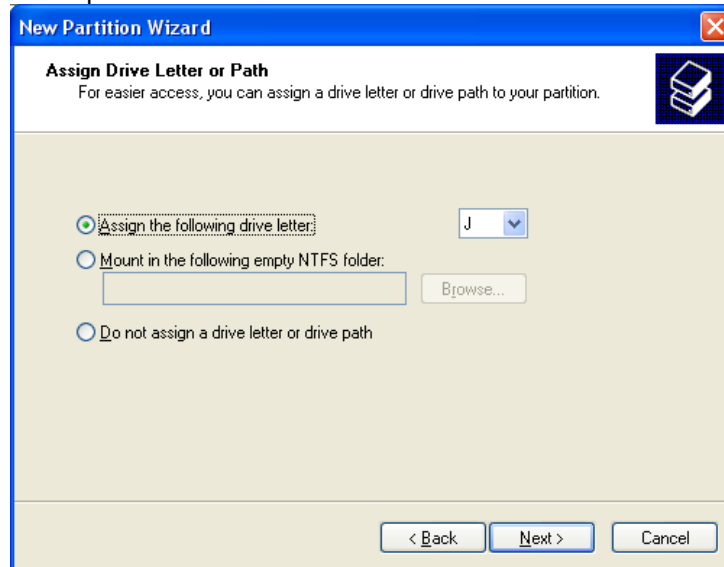 New Partition Wizard
Assign Drive Letter or Path
For easier access, you can assign a drive letter or drive path to your partition.
Assign the following drive letter:
J
Mount in the following empty NTFS folder:
Browse...
Do not assign a drive letter or drive path
< Back
Next >
Cancel